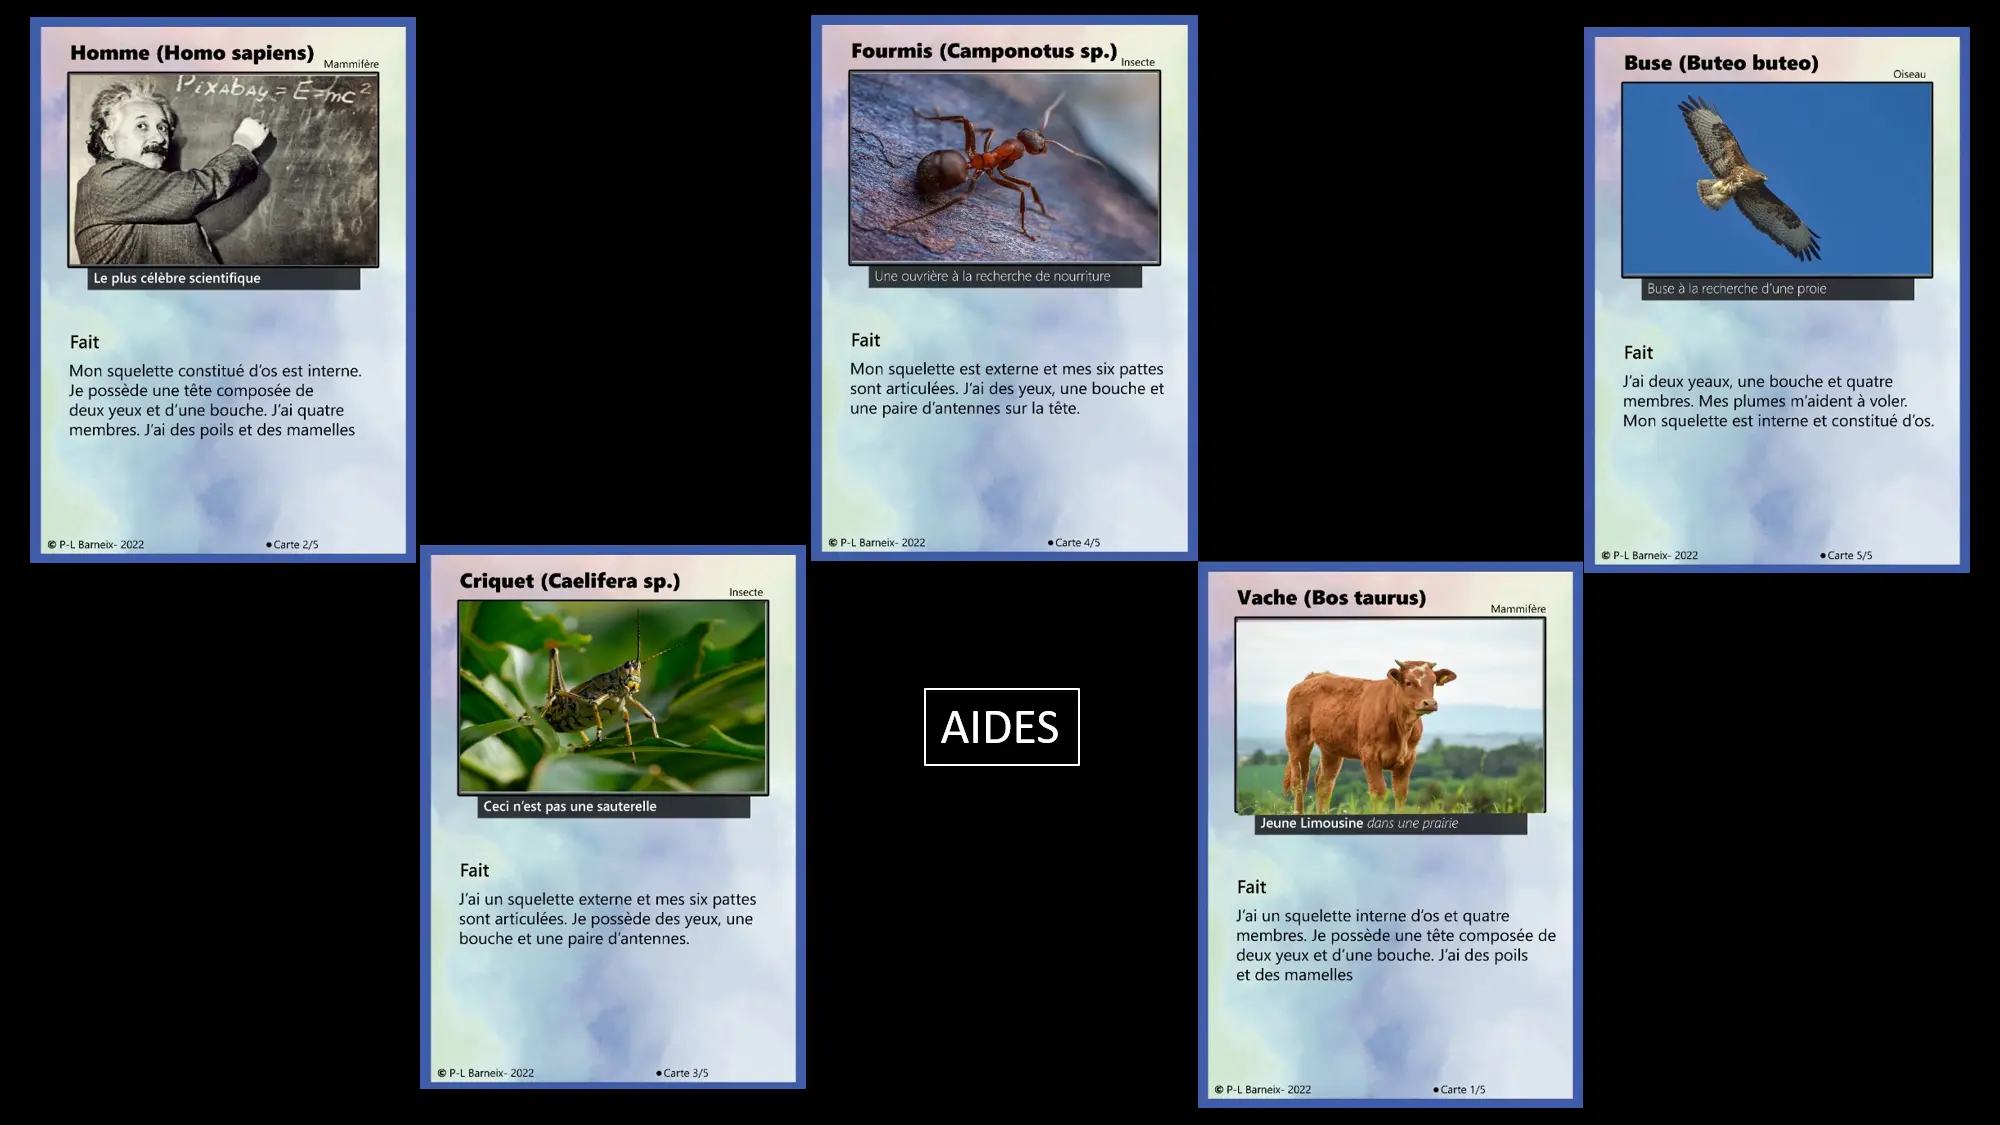 Homme (Homo sapiens)
Mammifère
Pixabay = E=mc²
Le plus célèbre scientifique
Fait
Mon squelette constitué d'os est interne.
Je possède une tête composée de
deux yeux et d'une bouche. J'ai quatre
membres. J'ai des poils et des mamelles
© P-L Barneix- 2022
●Carte 2/5
Fourmis (Camponotus sp.)
Insecte
Une ouvrière à la recherche de nourriture
Fait
Mon squelette est externe et mes six pattes
sont articulées. J'ai des yeux, une bouche et
une paire d'antennes sur la tête.
© P-L Barneix- 2022
●Carte 4/5
Buse (Buteo buteo)
Oiseau
Buse à la recherche d'une proie
Fait
J'ai deux yeaux, une bouche et quatre
membres. Mes plumes m'aident à voler.
Mon squelette est interne et constitué d'os.
© P-L Barneix- 2022
●Carte 5/5
Criquet (Caelifera sp.)
Insecte
Ceci n'est pas une sauterelle
Fait
J'ai un squelette externe et mes six pattes
sont articulées. Je possède des yeux, une
bouche et une paire d'antennes.
© P-L Barneix- 2022
●Carte 3/5
AIDES
Vache (Bos taurus)
Mammifère
Jeune Limousine dans une prairie
Fait
J'ai un squelette interne d'os et quatre
membres. Je possède une tête composée de
deux yeux et d'une bouche. J'ai des poils
et des mamelles
© P-L Barneix- 2022
●Carte 1/5